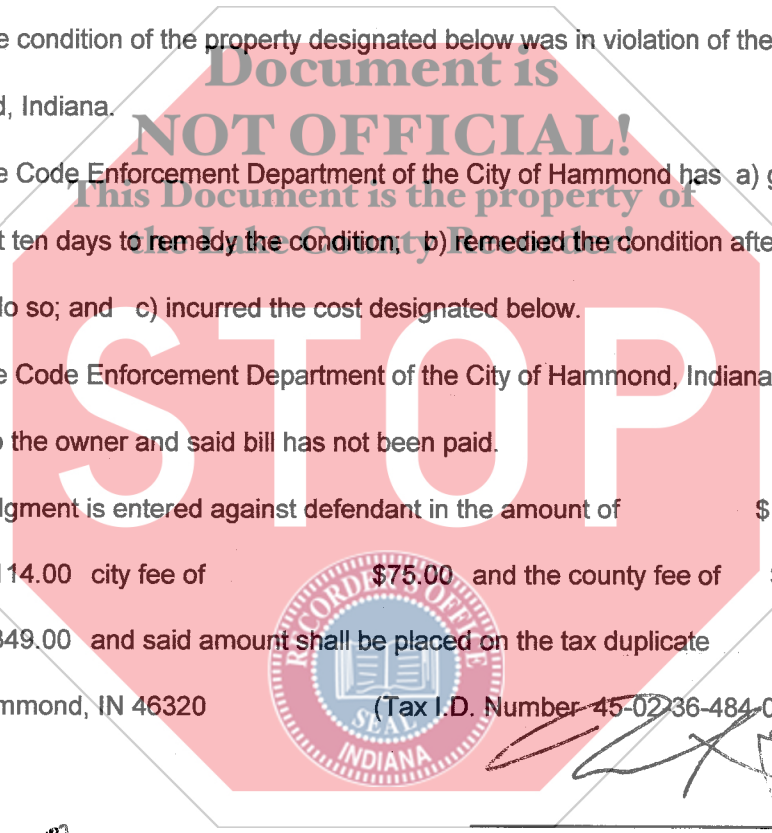 e condition of the property designated below was in violation of the
Document is
d, Indiana.
NOT OFFICIAL!
e Code Enforcement Department of the City of Hammond has a) g
This Document is the property of
t ten days to remedy the condition; b) remedied the condition afte
the Lake County Recorder!
lo so; and c) incurred the cost designated below.
STOP
e Code Enforcement Department of the City of Hammond, Indiana
o the owner and said bill has not been paid.
dgment is entered against defendant in the amount of $
14.00 city fee of $75.00 and the county fee of $
349.00 and said amount shall be placed on the tax duplicate
RECORDER'S OFFICE
mmond, IN 46320 (Tax I.D. Number 45-02-36-484-0
SEAL
INDIANA